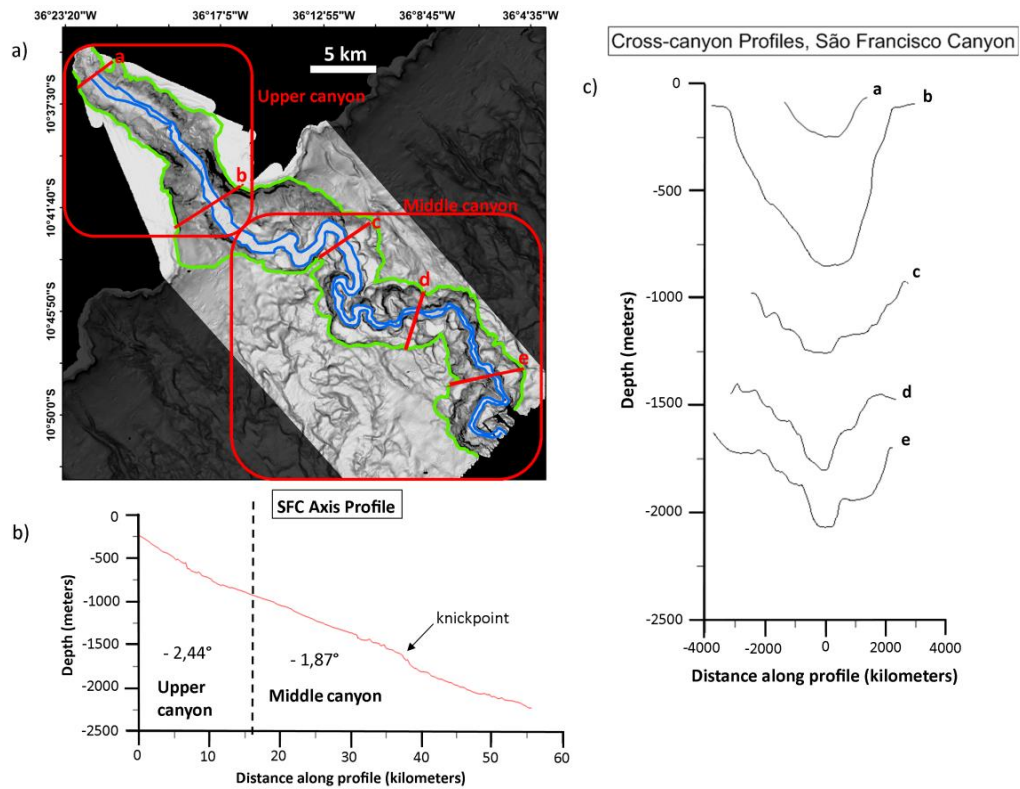 36°23'20"W
36°17'5"W
36°12'55"W
36°8'45"W
36°4'35"W
a)
5 km
Upper canyon
Middle canyon
a
b
c
d
e
10°37'30"S
10°41'40"S
10°45'50"S
10°50'0"S
Cross-canyon Profiles, São Francisco Canyon
c)
0
-500
-1000
-1500
-2000
-2500
Depth (meters)
a
b
c
d
e
-4000
-2000
0
2000
4000
Distance along profile (kilometers)
SFC Axis Profile
b)
0
-500
-1000
-1500
-2000
-2500
Depth (meters)
knickpoint
- 2,44°
- 1,87°
Upper
canyon
Middle canyon
0
10
20
30
40
50
60
Distance along profile (kilometers)